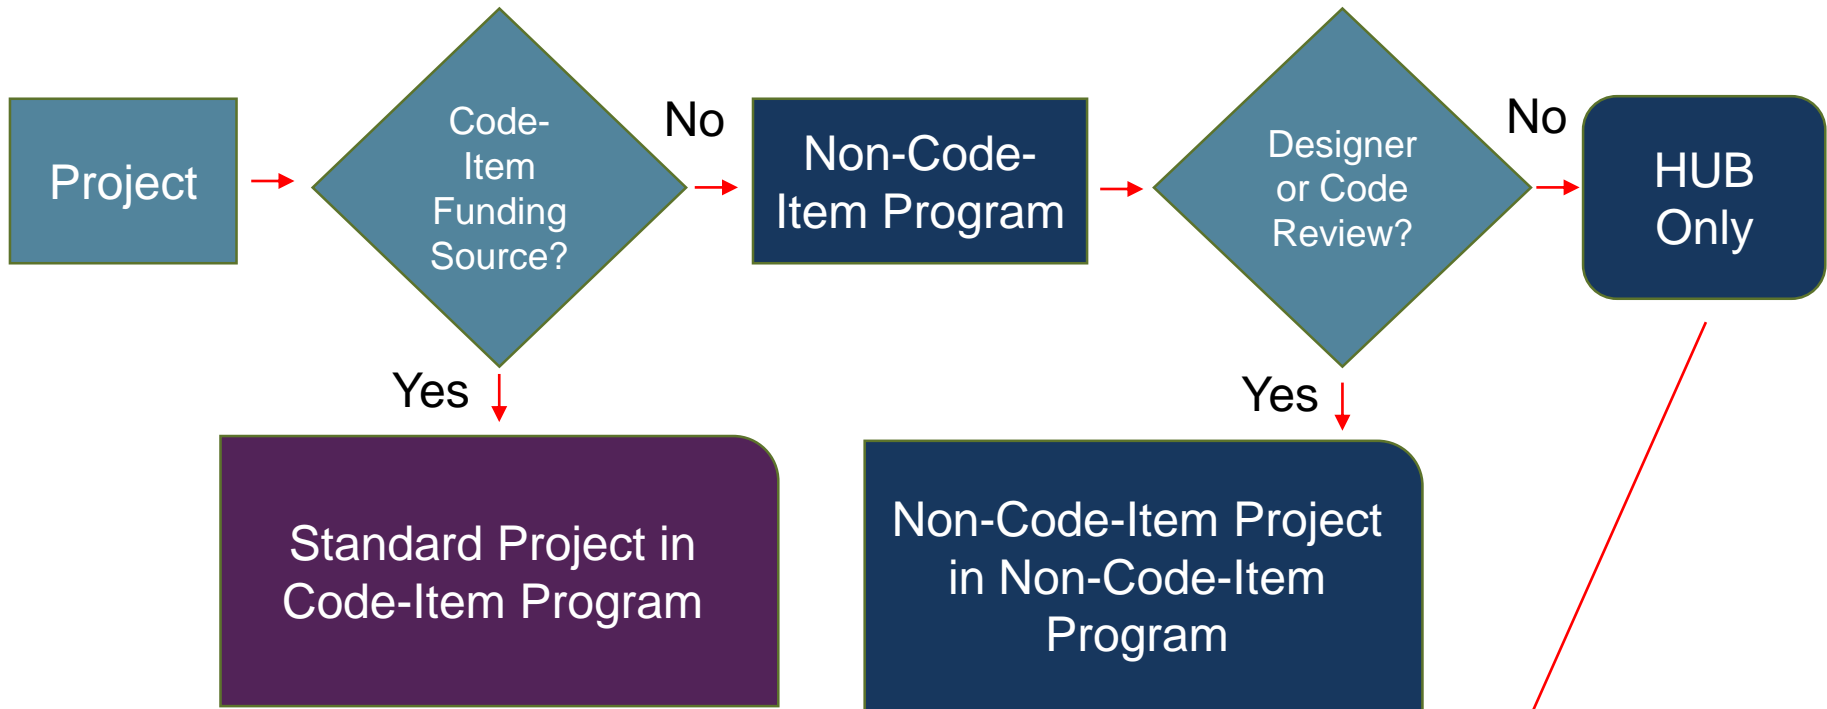 Project
Code-
Item
Funding
Source?
No
Non-Code-
Item Program
Designer
or Code
Review?
No
HUB
Only
Yes
Yes
Standard Project in
Code-Item Program
Non-Code-Item Project
in Non-Code-Item
Program